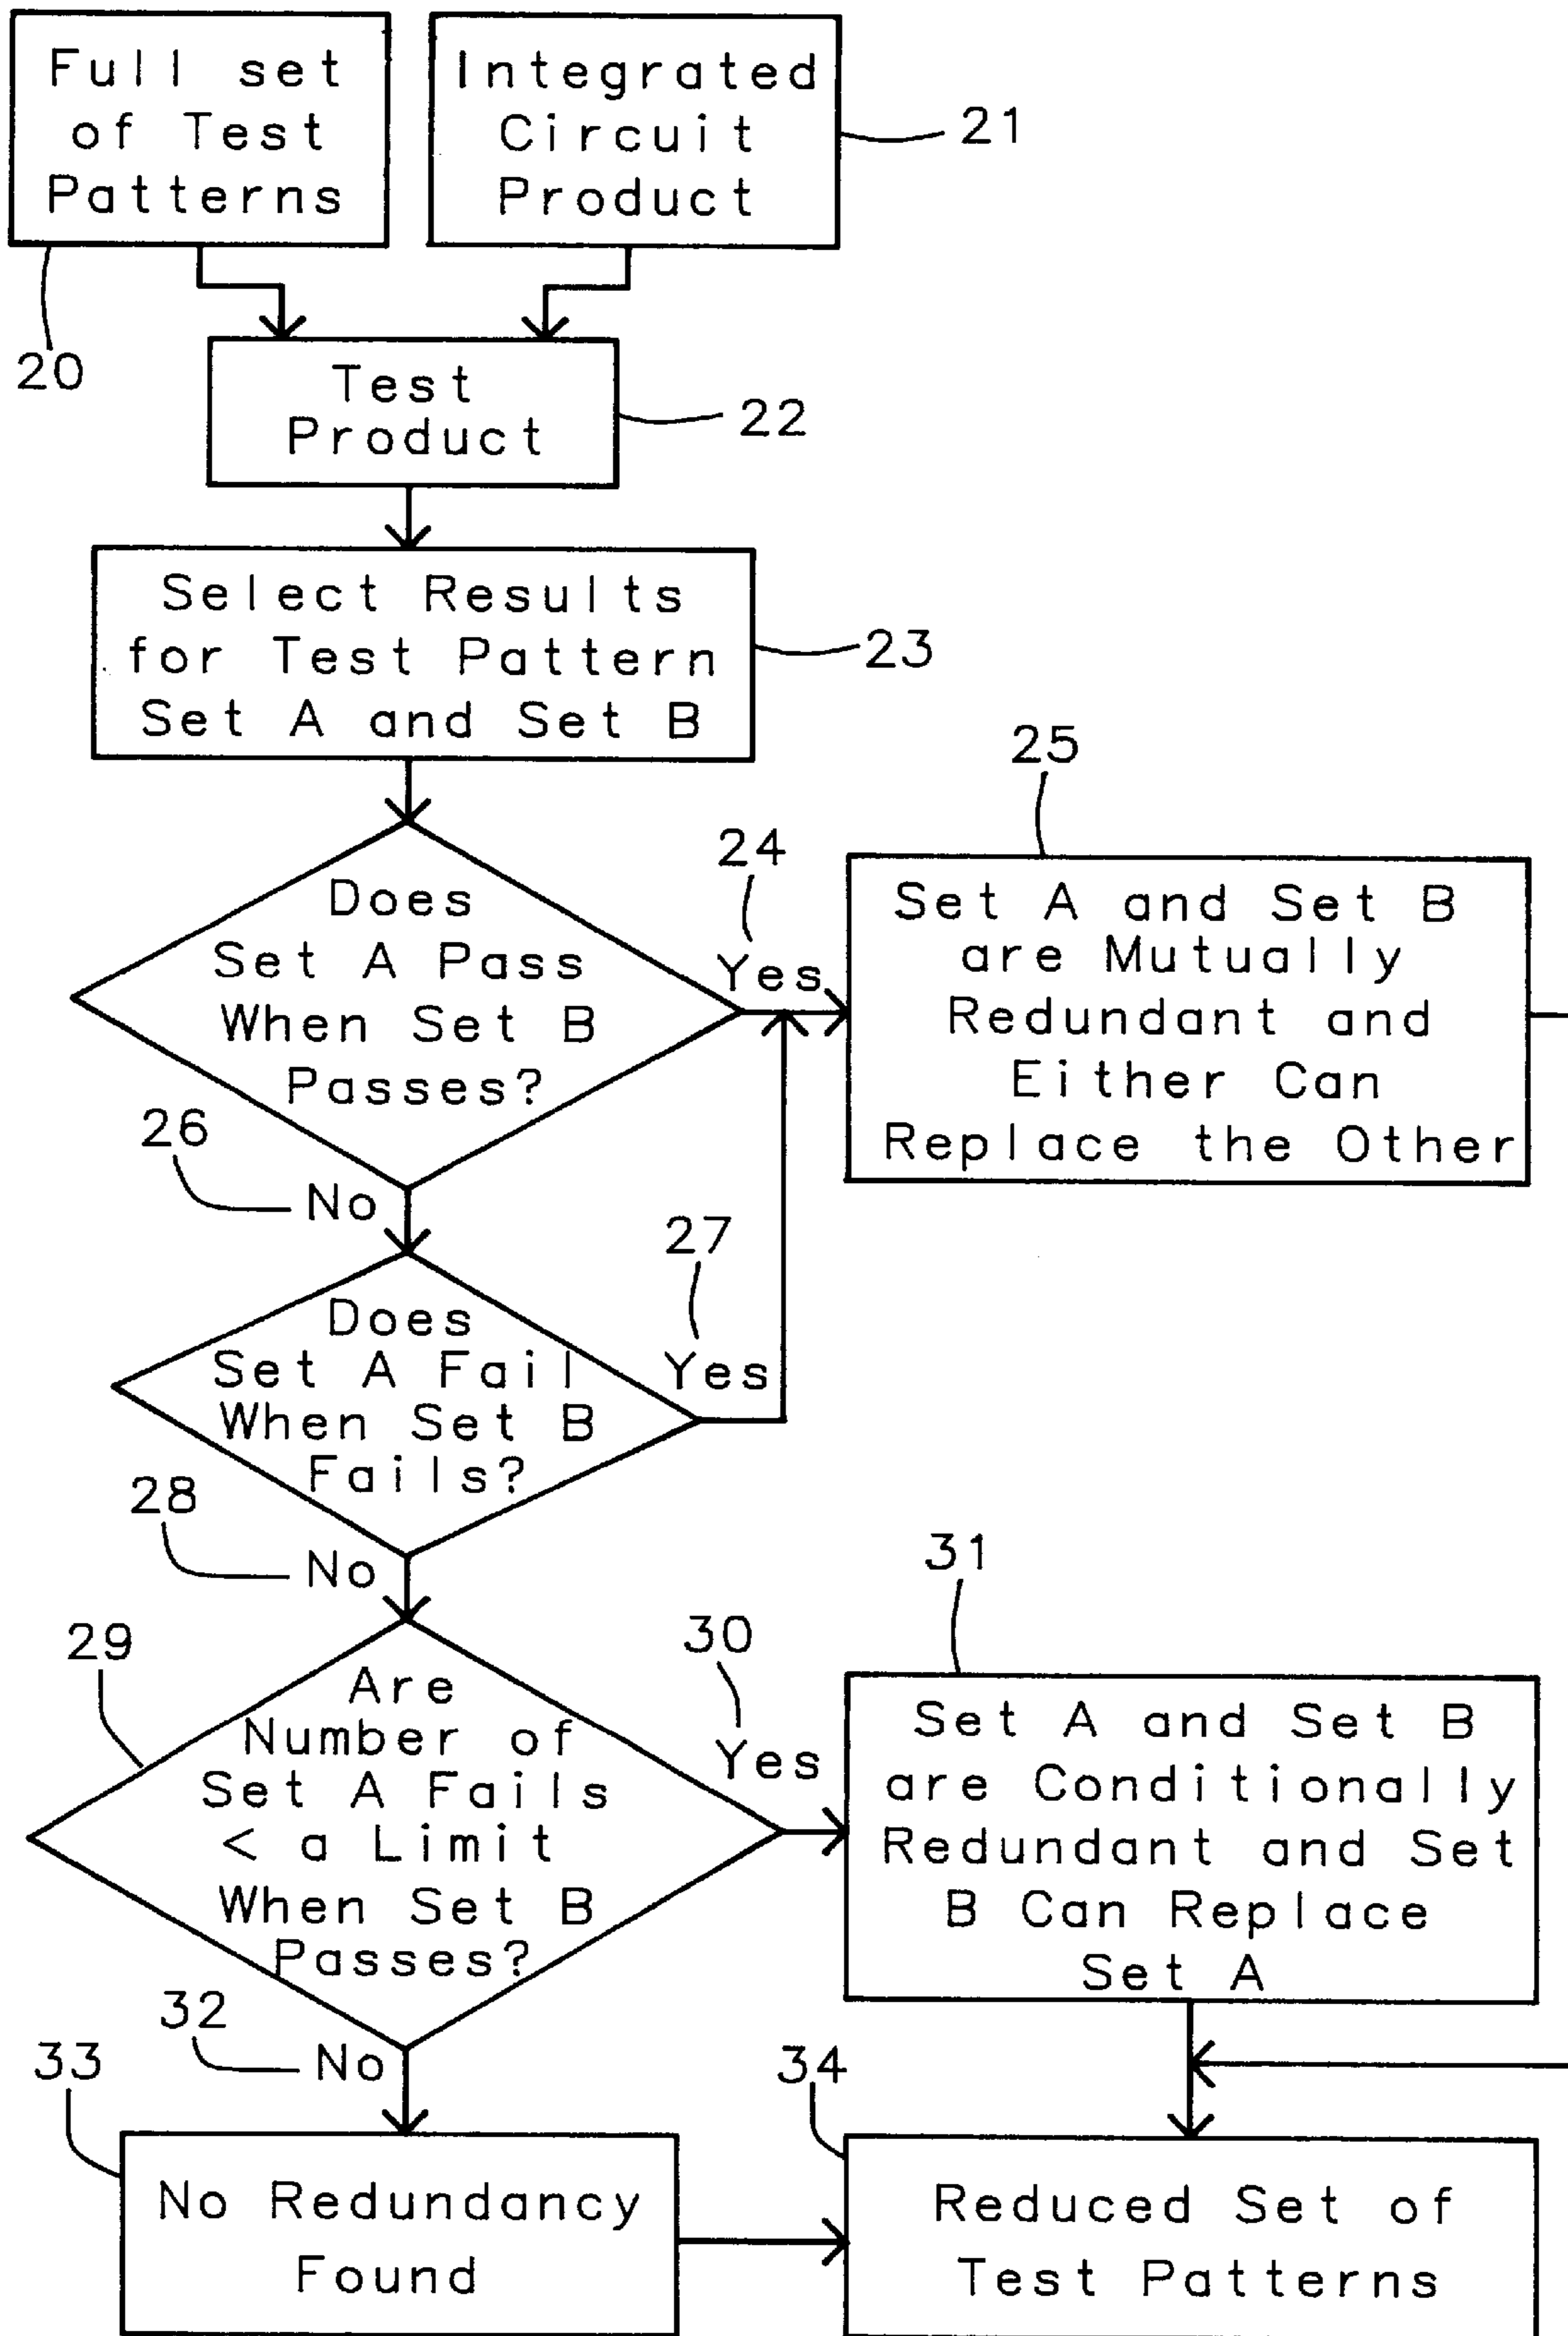 Full set
of Test
Patterns
Integrated
Circuit
Product
21
20
Test
Product
22
Select Results
for Test Pattern
Set A and Set B
23
25
24
Does
Set A Pass
When Set B
Passes?
Yes
Set A and Set B
are Mutually
Redundant and
Either Can
Replace the Other
26
No
27
Does
Set A Fail
When Set B
Fails?
Yes
28
No
31
29
30
Are
Number of
Set A Fails
< a Limit
When Set B
Passes?
Yes
Set A and Set B
are Conditionally
Redundant and Set
B Can Replace
Set A
32
No
33
34
No Redundancy
Found
Reduced Set of
Test Patterns